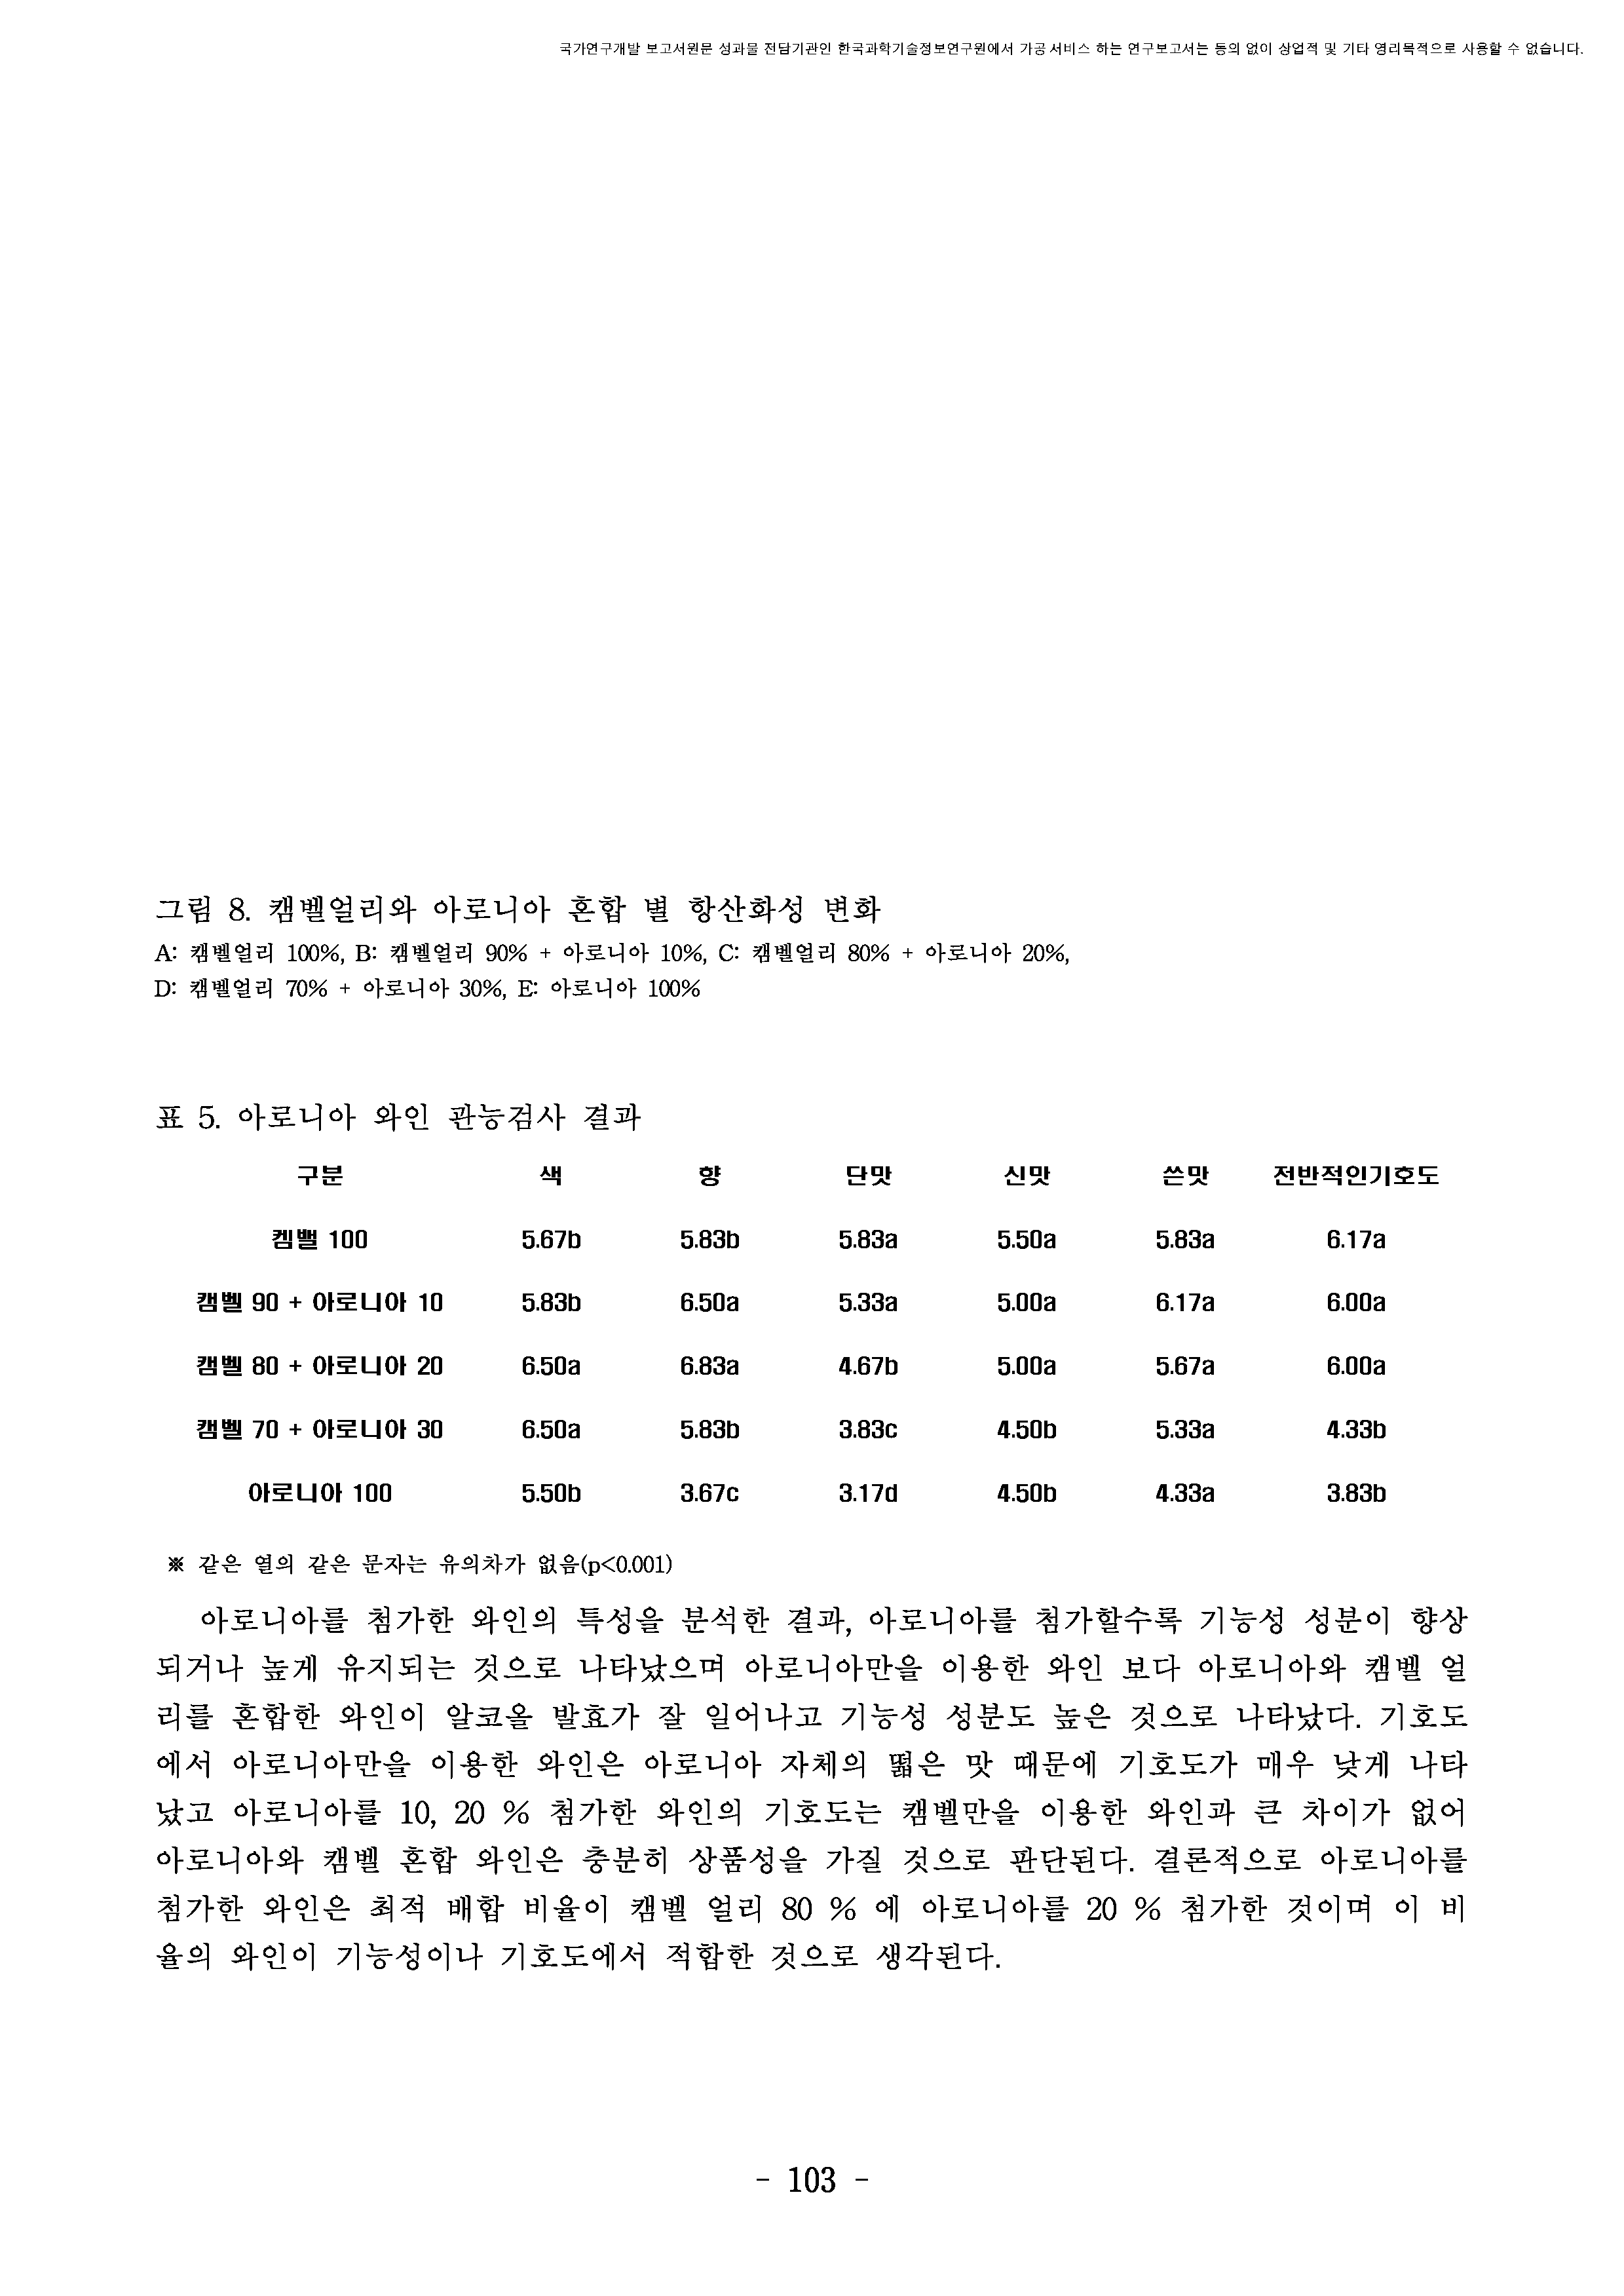 국가연구개발 보고서원문 성과물 전담기관인 한국과학기술정보연구원에서 가공·서비스 하는 연구보고서는 동의 없이 상업적 및 기타 영리목적으로 사용할 수 없습니다.
그림 8. 캠벨얼리와 아로니아 혼합 별 항산화성 변화
A: 캠벨얼리 100%, B: 캠벨얼리 90% + 아로니아 10%, C: 캠벨얼리 80% + 아로니아 20%,
D: 캠벨얼리 70% + 아로니아 30%, E: 아로니아 100%
표 5. 아로니아 와인 관능검사 결과
구분 색 향 단맛 신맛 쓴맛 전반적인기호도
켐밸 100 5.67b 5.83b 5.83a 5.50a 5.83a 6.17a
캠벨 90 + 아로니아 10 5.83b 6.50a 5.33a 5.00a 6.17a 6.00a
캠벨 80 + 아로니아 20 6.50a 6.83a 4.67b 5.00a 5.67a 6.00a
캠벨 70 + 아로니아 30 6.50a 5.83b 3.83c 4.50b 5.33a 4.33b
아로니아 100 5.50b 3.67c 3.17d 4.50b 4.33a 3.83b
※ 같은 열의 같은 문자는 유의차가 없음(p<0.001)
아로니아를 첨가한 와인의 특성을 분석한 결과, 아로니아를 첨가할수록 기능성 성분이 향상
되거나 높게 유지되는 것으로 나타났으며 아로니아만을 이용한 와인 보다 아로니아와 캠벨 얼
리를 혼합한 와인이 알코올 발효가 잘 일어나고 기능성 성분도 높은 것으로 나타났다. 기호도
에서 아로니아만을 이용한 와인은 아로니아 자체의 떫은 맛 때문에 기호도가 매우 낮게 나타
났고 아로니아를 10, 20 % 첨가한 와인의 기호도는 캠벨만을 이용한 와인과 큰 차이가 없어
아로니아와 캠벨 혼합 와인은 충분히 상품성을 가질 것으로 판단된다. 결론적으로 아로니아를
첨가한 와인은 최적 배합 비율이 캠벨 얼리 80 % 에 아로니아를 20 % 첨가한 것이며 이 비
율의 와인이 기능성이나 기호도에서 적합한 것으로 생각된다.
- 103 -